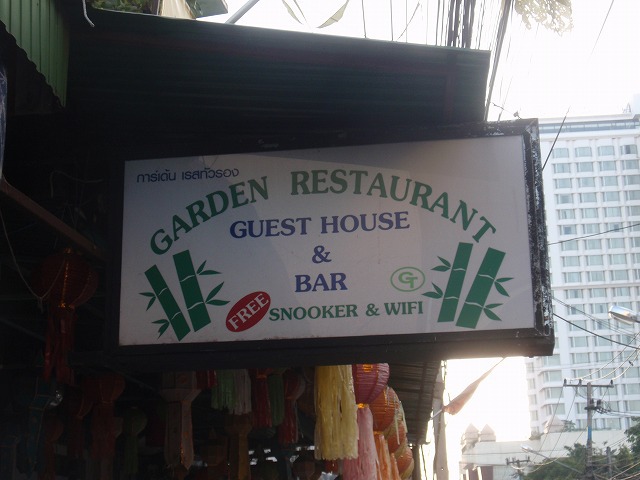 การ์เด้น เรสทัวรอง
GARDEN RESTAURANT
GUEST HOUSE
&
BAR
GT
FREE SNOOKER & WIFI